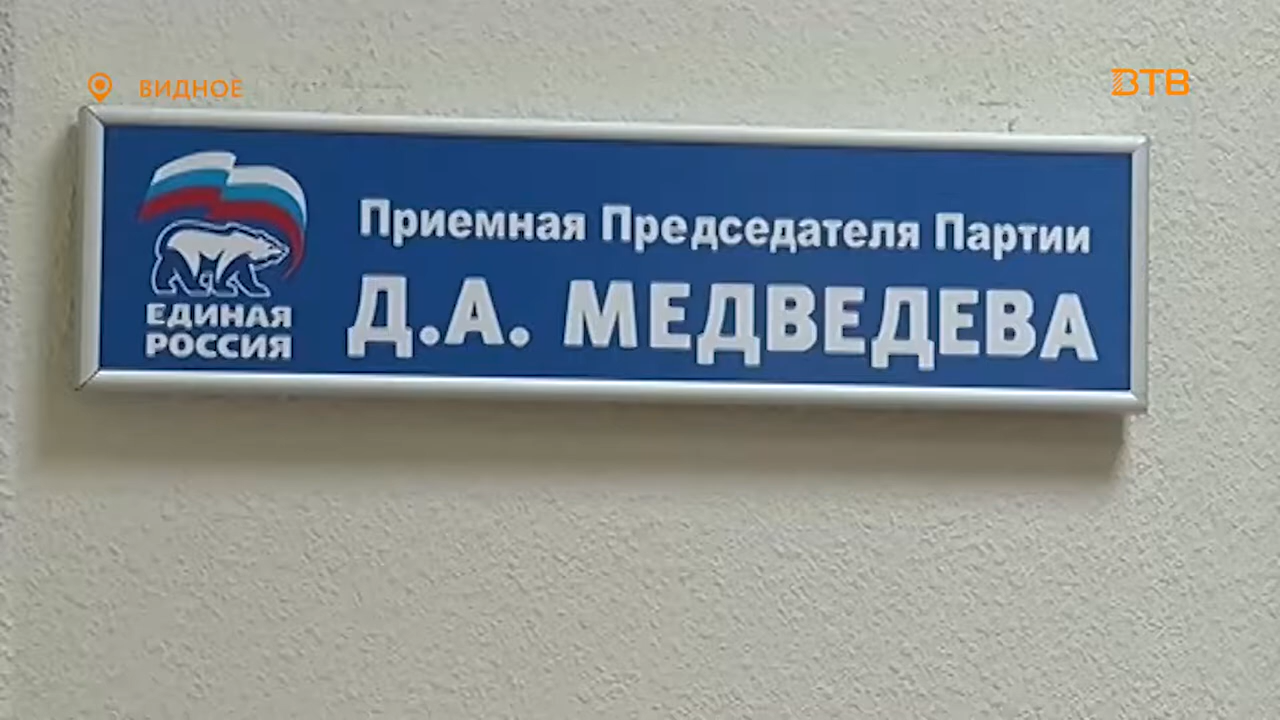 ВИДНОЕ
ВТВ
Приемная Председателя Партии
Д.А. МЕДВЕДЕВА
ЕДИНАЯ
РОССИЯ